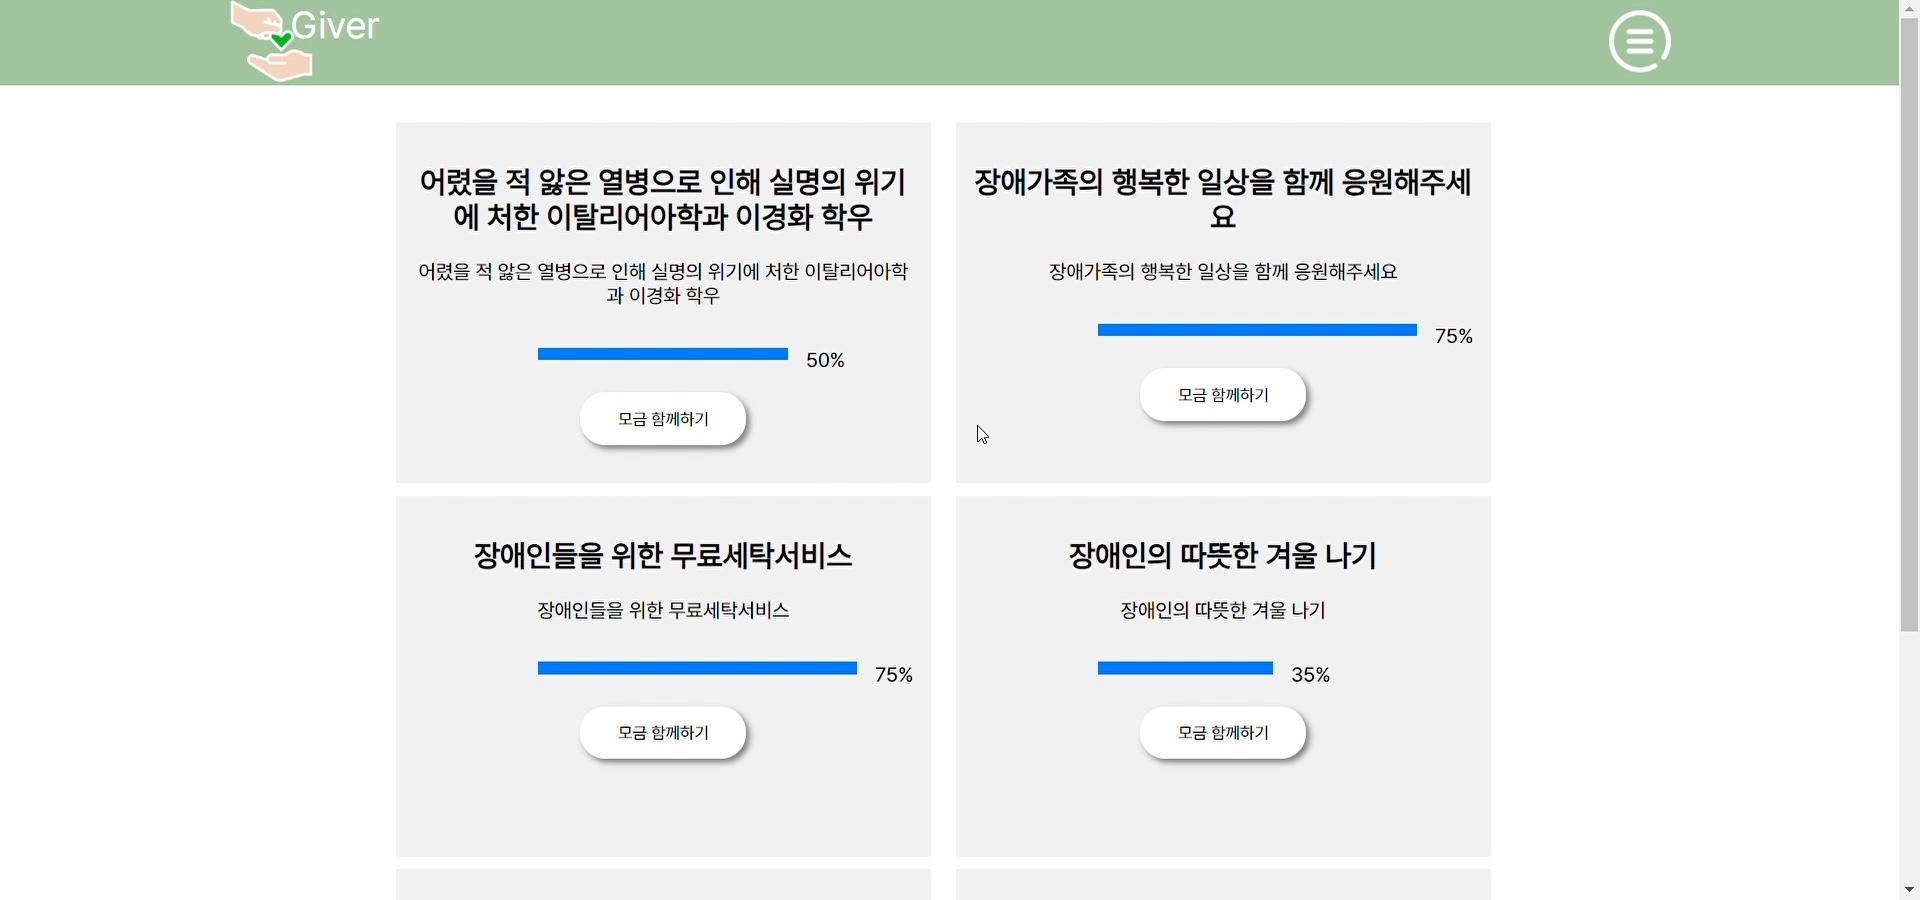 Giver
어렸을 적 앓은 열병으로 인해 실명의 위기
에 처한 이탈리어아학과 이경화 학우
어렸을 적 앓은 열병으로 인해 실명의 위기에 처한 이탈리어아학
과 이경화 학우
50%
모금 함께하기
장애가족의 행복한 일상을 함께 응원해주세
요
장애가족의 행복한 일상을 함께 응원해주세요
75%
모금 함께하기
장애인들을 위한 무료세탁서비스
장애인들을 위한 무료세탁서비스
75%
모금 함께하기
장애인의 따뜻한 겨울 나기
장애인의 따뜻한 겨울 나기
35%
모금 함께하기